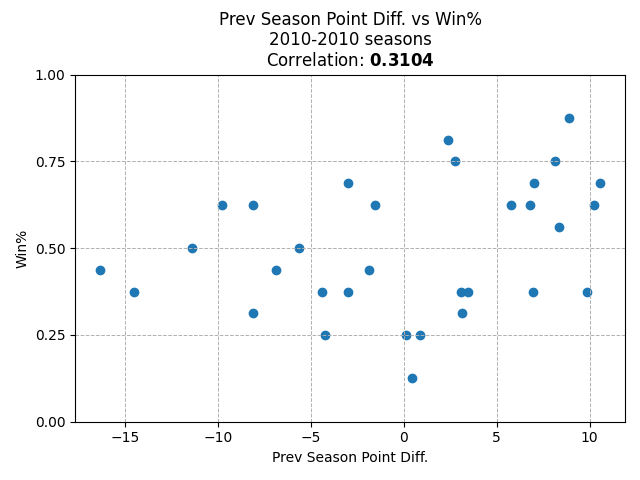 Prev Season Point Diff. vs Win%
2010-2010 seasons
Correlation: 0.3104
1.00
0.75
0.50
0.25
0.00
Win%
−15
−10
−5
0
5
10
Prev Season Point Diff.